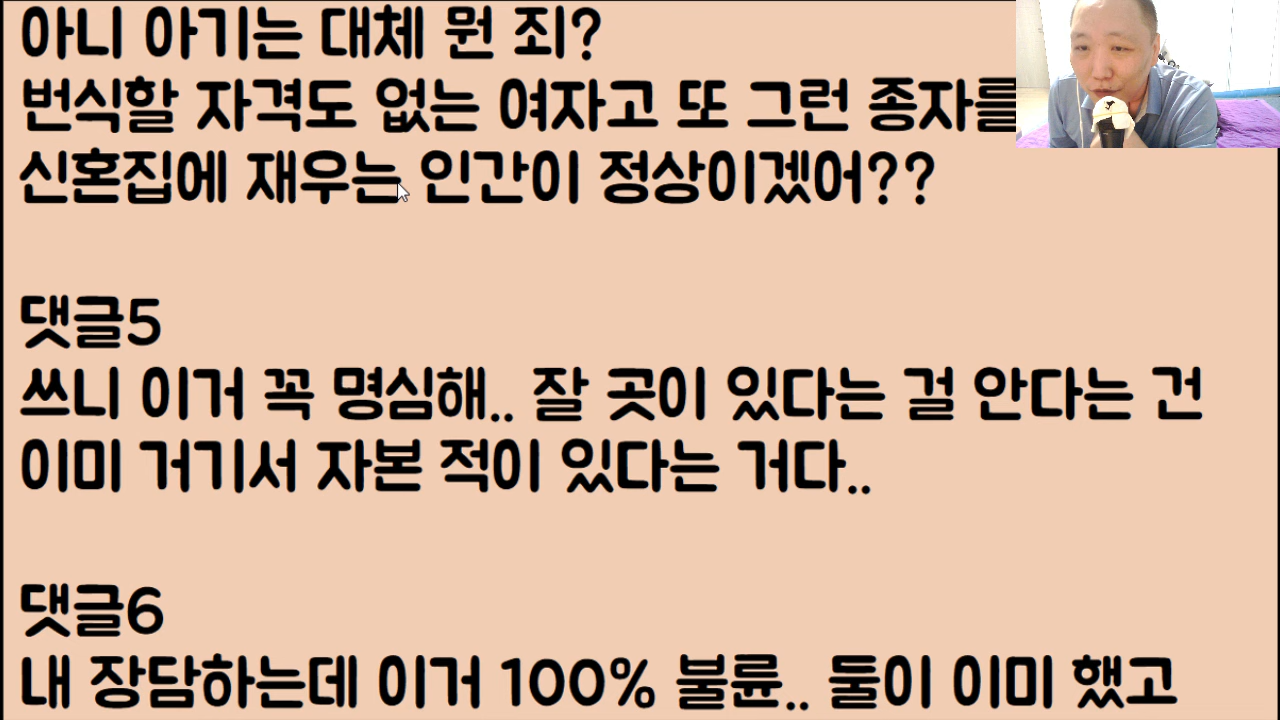 아니 아기는 대체 뭔 죄?
번식할 자격도 없는 여자고 또 그런 종자를
신혼집에 재우는 인간이 정상이겠어??
댓글5
쓰니 이거 꼭 명심해.. 잘 곳이 있다는 걸 안다는 건
이미 거기서 자본 적이 있다는 거다..
댓글6
내 장담하는데 이거 100% 불륜.. 둘이 이미 했고